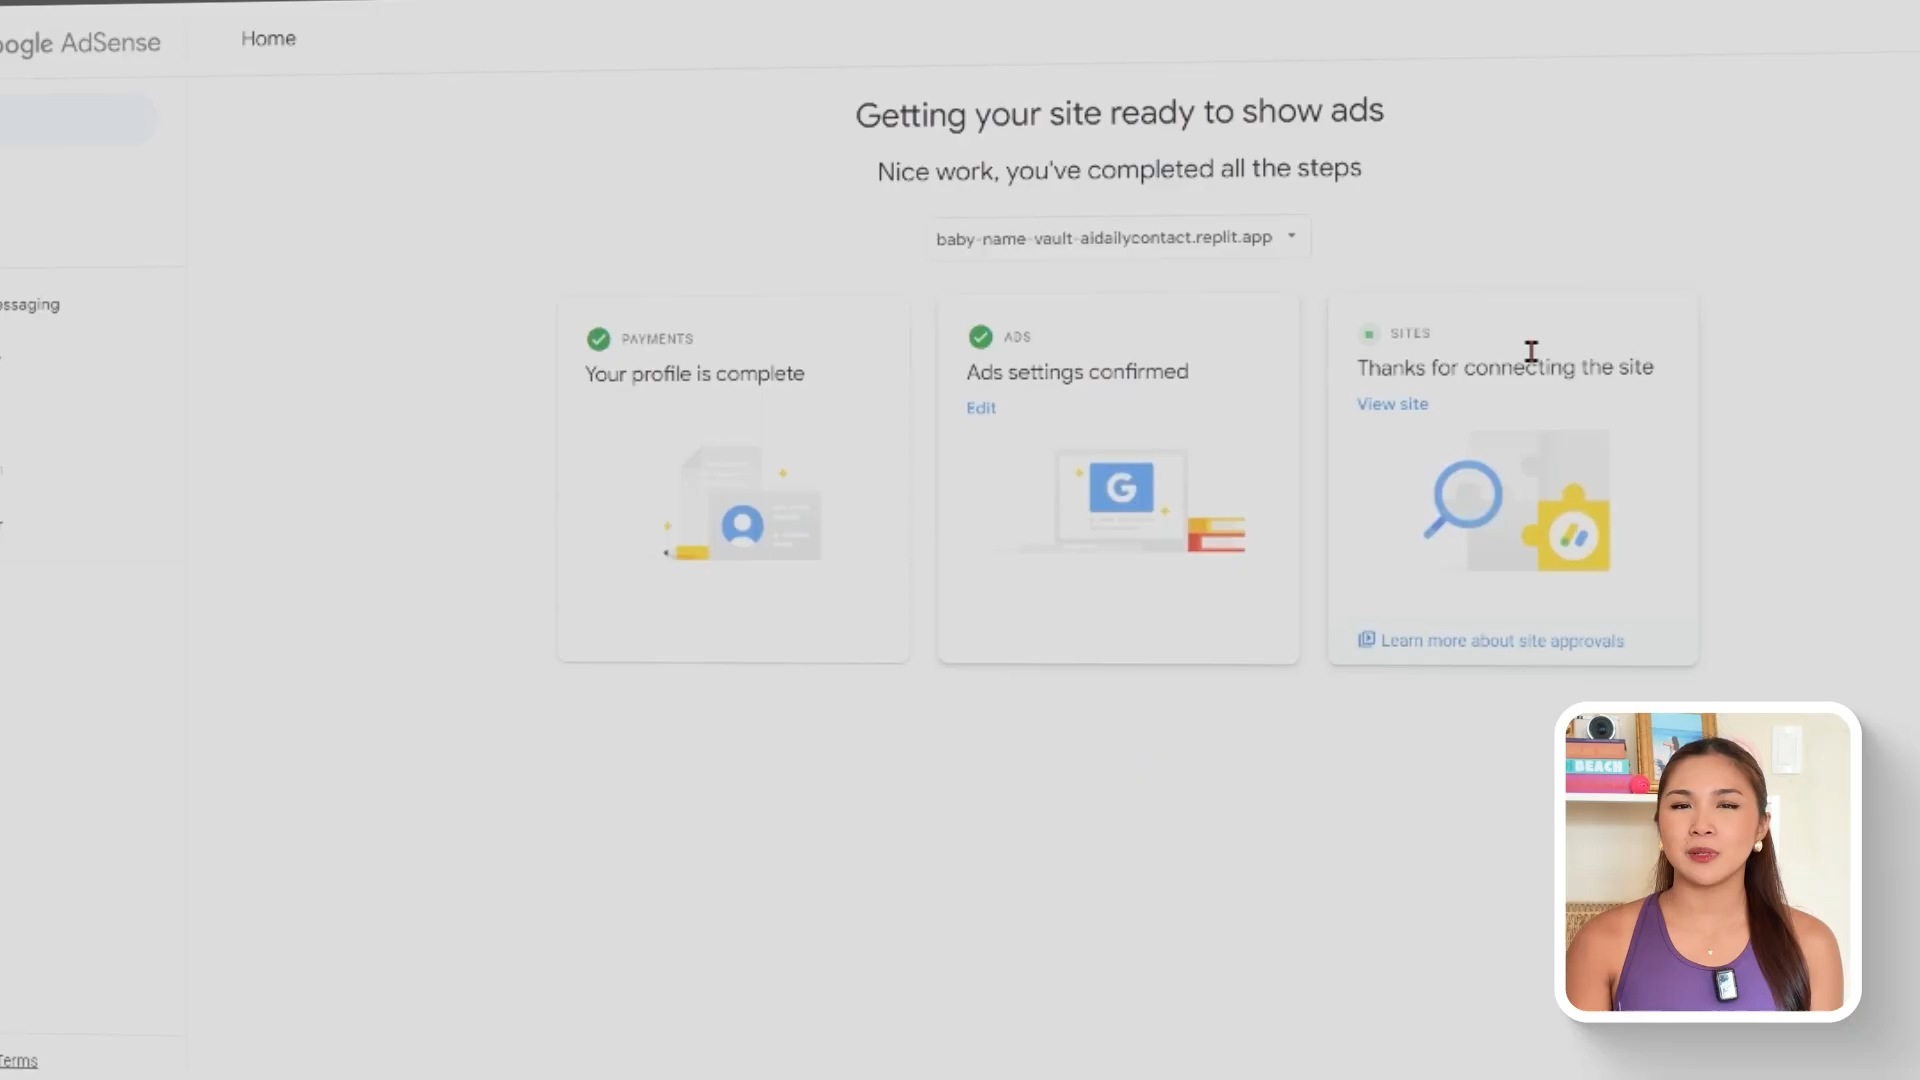 oogle AdSense
Home
Getting your site ready to show ads
Nice work, you've completed all the steps
baby-name-vault-aidailycontact.replit.app
essaging
PAYMENTS
Your profile is complete
ADS
Ads settings confirmed
Edit
SITES
Thanks for connecting the site
View site
G
Learn more about site approvals
BEACH
Terms